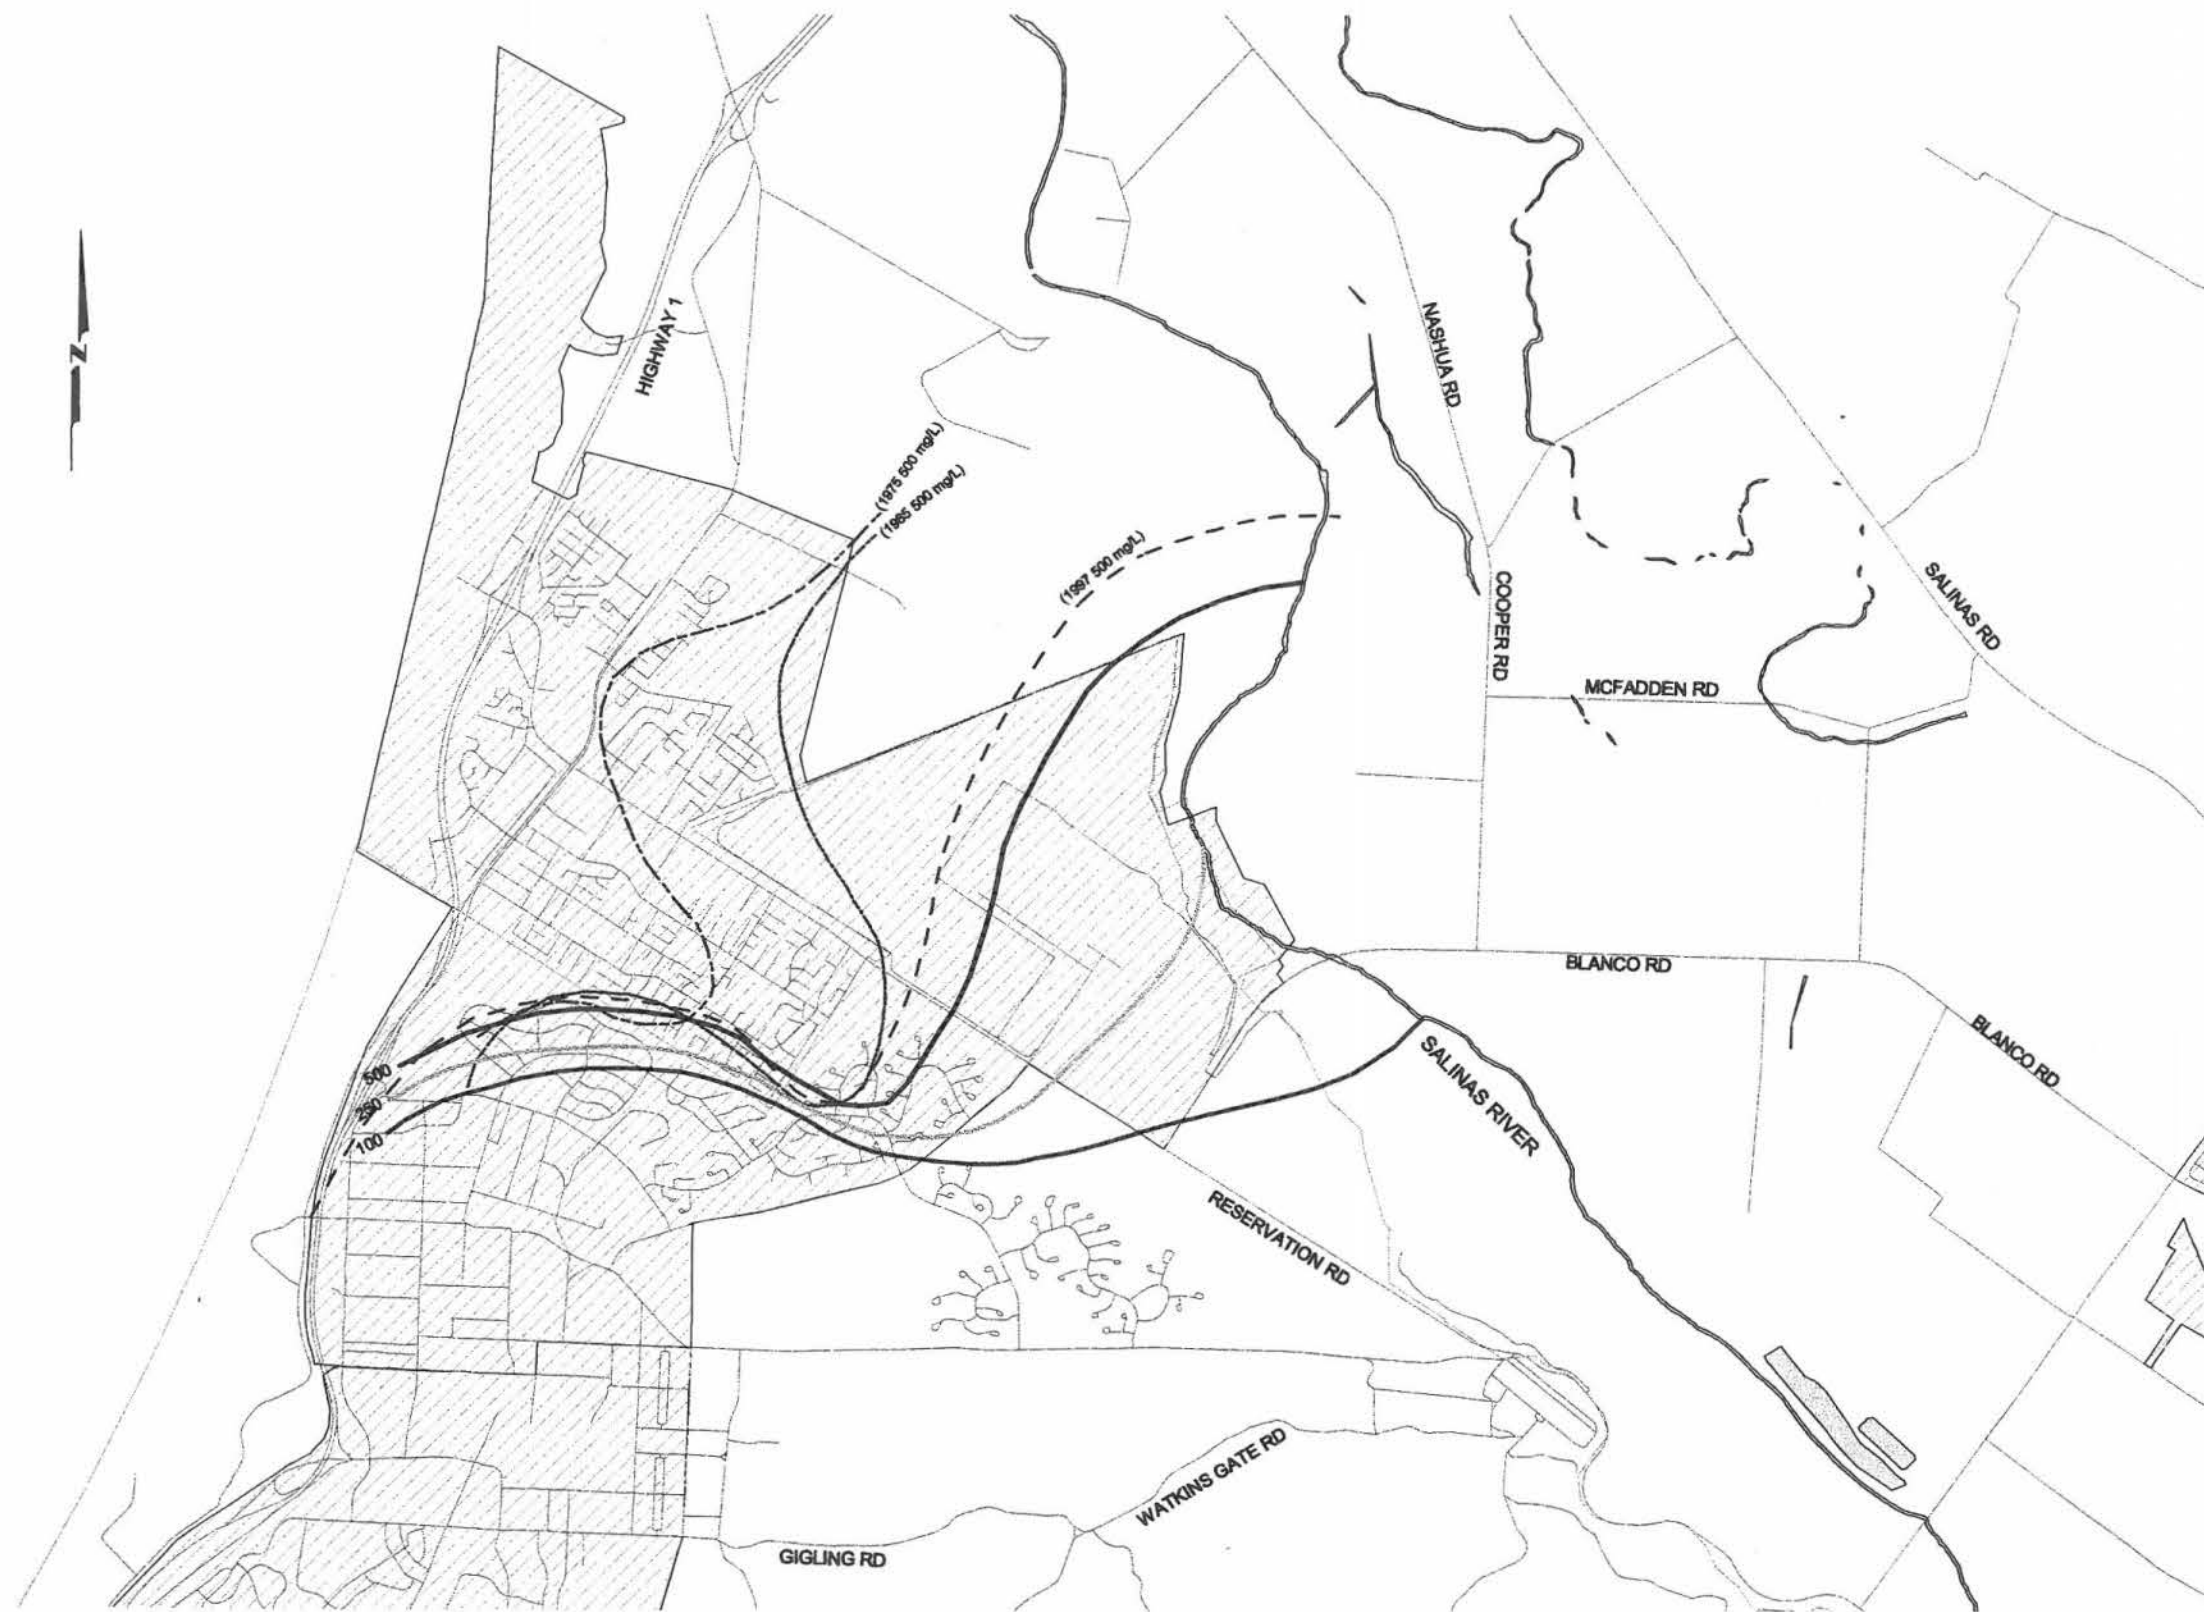 N
HIGHWAY 1
NASHUA RD
(1975 500 mg/L)
(1985 500 mg/L)
(1997 500 mg/L)
COOPER RD
SALINAS RD
MCFADDEN RD
BLANCO RD
BLANCO RD
SALINAS RIVER
500
250
100
RESERVATION RD
WATKINS GATE RD
GIGLING RD